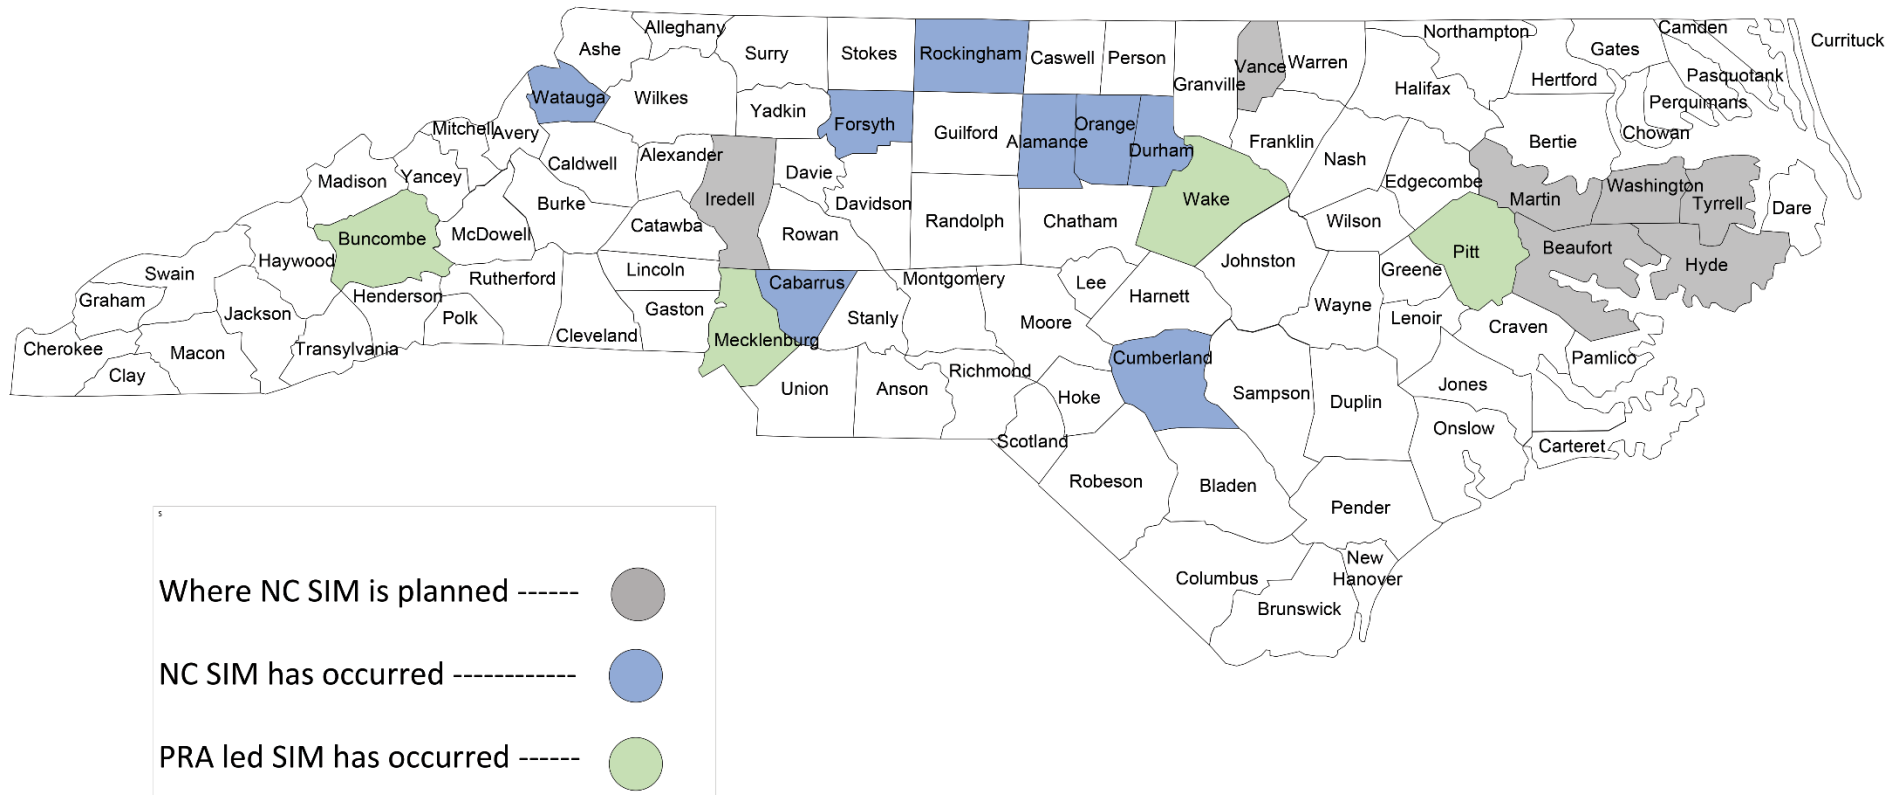 Alleghany
Camden
Ashe
Surry
Stokes
Rockingham
Caswell
Person
Northampton
Gates
Currituck
Vance
Warren
Granville
Halifax
Hertford
Pasquotank
Watauga
Wilkes
Yadkin
Perquimans
Forsyth
Guilford
Alamance
Orange
Durham
Franklin
Chowan
Bertie
Mitchell
Avery
Caldwell
Alexander
Davie
Nash
Edgecombe
Madison
Yancey
Iredell
Davidson
Wake
Martin
Washington
Tyrrell
Dare
Burke
Catawba
Rowan
Randolph
Chatham
Wilson
Buncombe
McDowell
Pitt
Beaufort
Hyde
Swain
Haywood
Rutherford
Lincoln
Cabarrus
Montgomery
Lee
Johnston
Greene
Graham
Jackson
Henderson
Polk
Gaston
Stanly
Moore
Harnett
Wayne
Lenoir
Craven
Cherokee
Macon
Transylvania
Cleveland
Mecklenburg
Cumberland
Pamlico
Clay
Union
Anson
Richmond
Hoke
Sampson
Duplin
Jones
Scotland
Onslow
Carteret
Robeson
Bladen
Pender
Columbus
New
Hanover
Brunswick
s
Where NC SIM is planned ------
NC SIM has occurred ------------
PRA led SIM has occurred ------